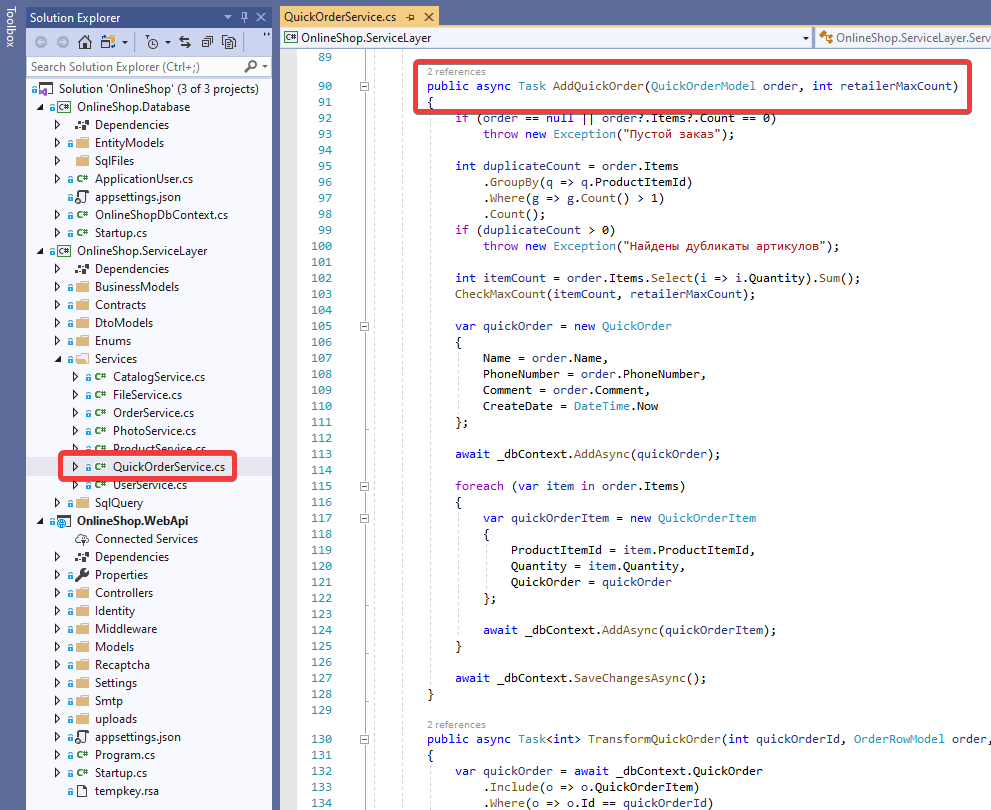 Toolbox
Solution Explorer
Search Solution Explorer (Ctrl+;)
Solution 'OnlineShop' (3 of 3 projects)
C# OnlineShop.Database
Dependencies
EntityModels
SqlFiles
C# ApplicationUser.cs
appsettings.json
C# OnlineShopDbContext.cs
C# Startup.cs
C# OnlineShop.ServiceLayer
Dependencies
BusinessModels
Contracts
DtoModels
Enums
Services
C# CatalogService.cs
C# FileService.cs
C# OrderService.cs
C# PhotoService.cs
C# ProductService.cs
C# QuickOrderService.cs
C# UserService.cs
SqlQuery
OnlineShop.WebApi
Connected Services
Dependencies
Properties
Controllers
Identity
Middleware
Models
Recaptcha
Settings
Smtp
uploads
appsettings.json
C# Program.cs
C# Startup.cs
tempkey.rsa
QuickOrderService.cs
C# OnlineShop.ServiceLayer
OnlineShop.ServiceLayer.Serv
89
2 references
90 public async Task AddQuickOrder(QuickOrderModel order, int retailerMaxCount)
91 {
92 if (order == null || order?.Items?.Count == 0)
93 throw new Exception("Пустой заказ");
94
95 int duplicateCount = order.Items
96 .GroupBy(q => q.ProductItemId)
97 .Where(g => g.Count() > 1)
98 .Count();
99 if (duplicateCount > 0)
100 throw new Exception("Найдены дубликаты артикулов");
101
102 int itemCount = order.Items.Select(i => i.Quantity).Sum();
103 CheckMaxCount(itemCount, retailerMaxCount);
104
105 var quickOrder = new QuickOrder
106 {
107 Name = order.Name,
108 PhoneNumber = order.PhoneNumber,
109 Comment = order.Comment,
110 CreateDate = DateTime.Now
111 };
112
113 await _dbContext.AddAsync(quickOrder);
114
115 foreach (var item in order.Items)
116 {
117 var quickOrderItem = new QuickOrderItem
118 {
119 ProductItemId = item.ProductItemId,
120 Quantity = item.Quantity,
121 QuickOrder = quickOrder
122 };
123
124 await _dbContext.AddAsync(quickOrderItem);
125 }
126
127 await _dbContext.SaveChangesAsync();
128 }
129
2 references
130 public async Task<int> TransformQuickOrder(int quickOrderId, OrderRowModel order,
131 {
132 var quickOrder = await _dbContext.QuickOrder
133 .Include(o => o.QuickOrderItem)
134 .Where(o => o.Id == quickOrderId)